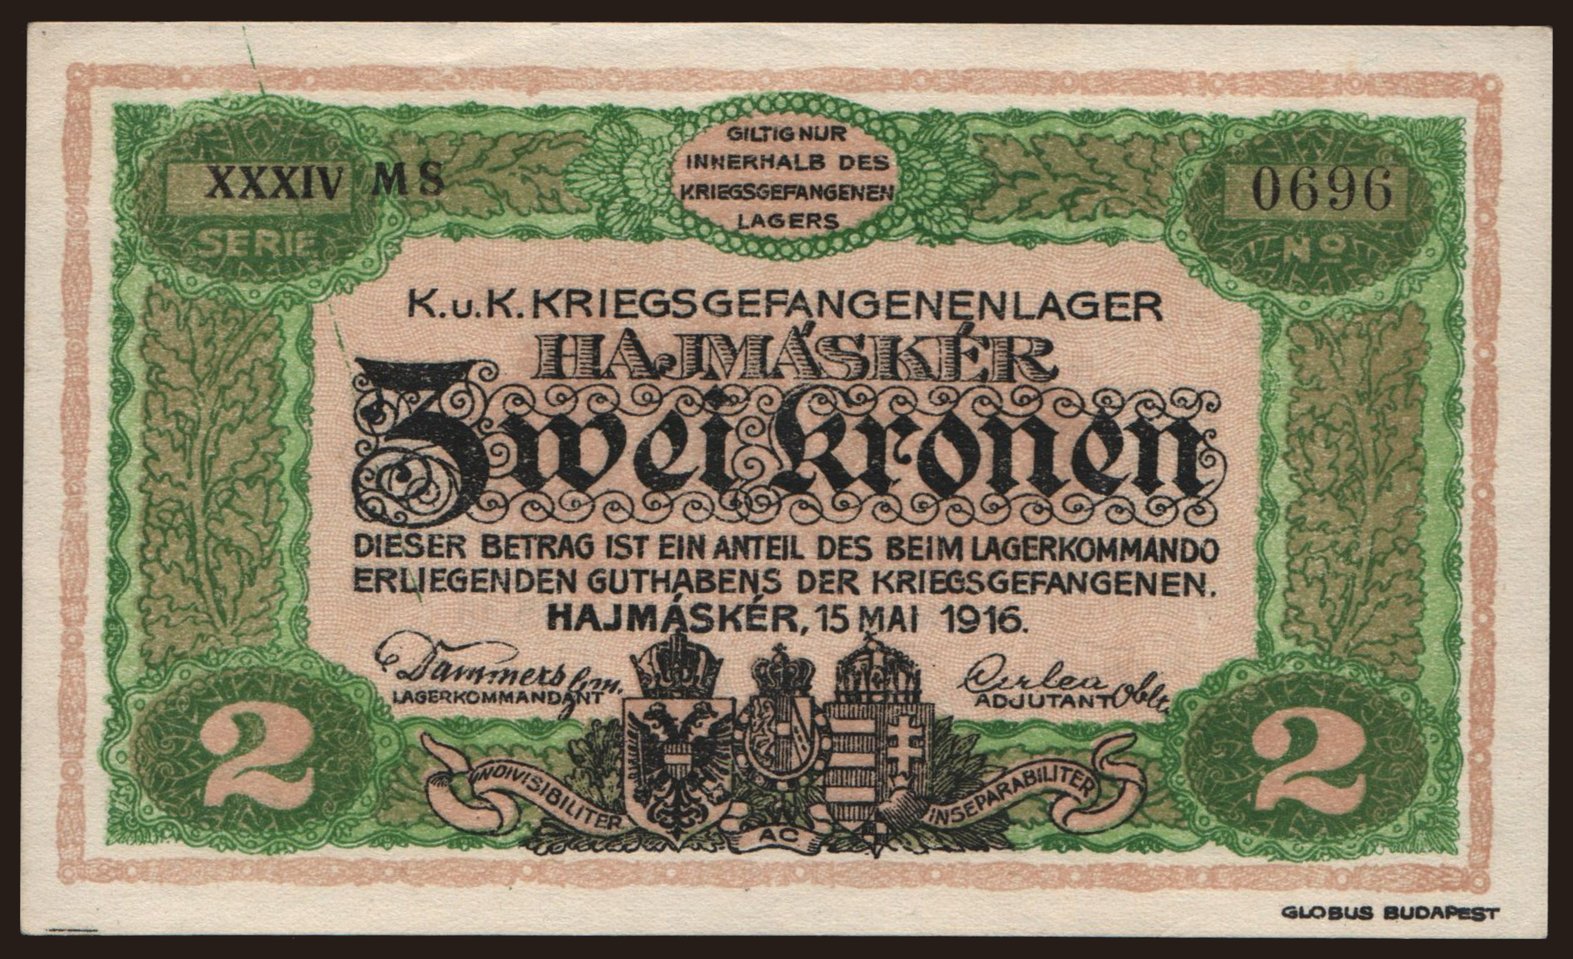 GILTIG NUR
INNERHALB DES
KRIEGSGEFANGENEN
LAGERS
XXXIV MS
SERIE
0696
No
K.u.K. KRIEGSGEFANGENENLAGER
HAJMÁSKÉR
Zwei Kronen
DIESER BETRAG IST EIN ANTEIL DES BEIM LAGERKOMMANDO
ERLIEGENDEN GUTHABENS DER KRIEGSGEFANGENEN.
HAJMÁSKÉR, 15 MAI 1916.
LAGERKOMMANDANT
ADJUTANT Oblt.
2
INDIVISIBILITER
AC
INSEPARABILITER
2
GLOBUS BUDAPEST